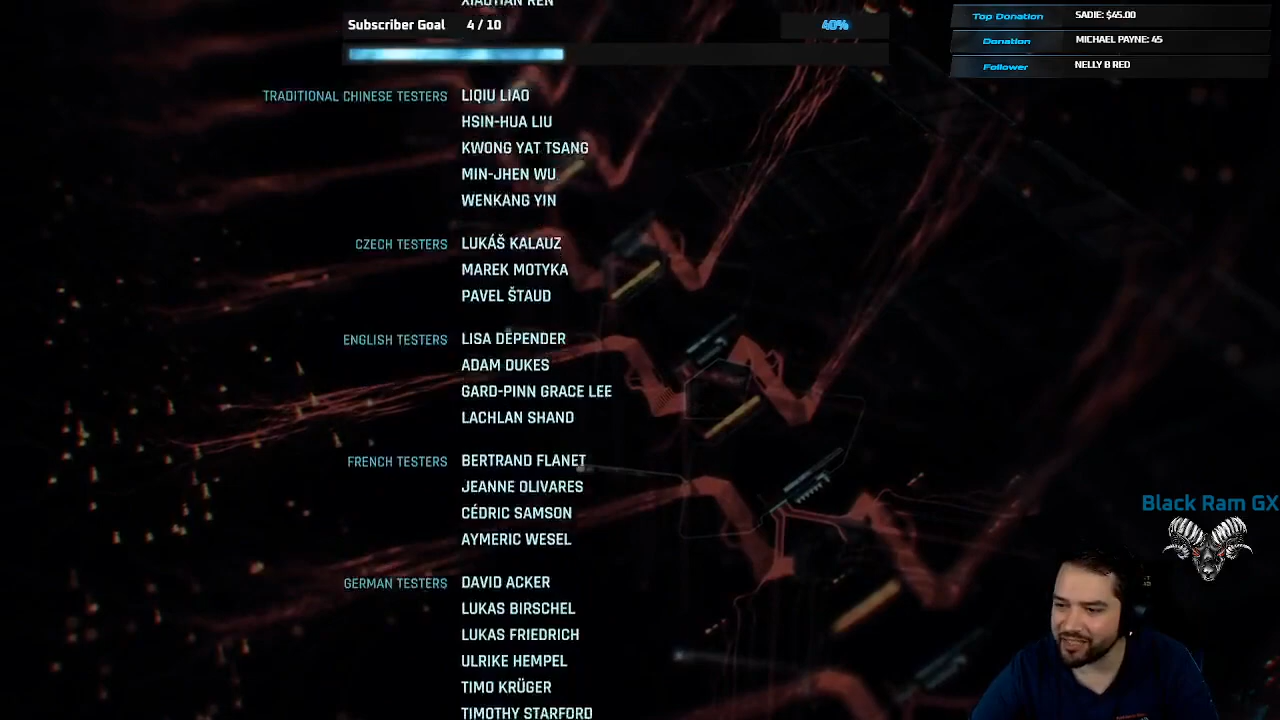 XIAOTIAN REN
Subscriber Goal 4 / 10 40%
Top Donation SADIE: $45.00
Donation MICHAEL PAYNE: 45
Follower NELLY B RED
TRADITIONAL CHINESE TESTERS LIQIU LIAO
HSIN-HUA LIU
KWONG YAT TSANG
MIN-JHEN WU
WENKANG YIN
CZECH TESTERS LUKÁŠ KALAUZ
MAREK MOTYKA
PAVEL ŠTAUD
ENGLISH TESTERS LISA DEPENDER
ADAM DUKES
GARD-PINN GRACE LEE
LACHLAN SHAND
FRENCH TESTERS BERTRAND FLANET
JEANNE OLIVARES
CÉDRIC SAMSON
AYMERIC WESEL
Black Ram GX
GERMAN TESTERS DAVID ACKER
LUKAS BIRSCHEL
LUKAS FRIEDRICH
ULRIKE HEMPEL
TIMO KRÜGER
TIMOTHY STARFORD